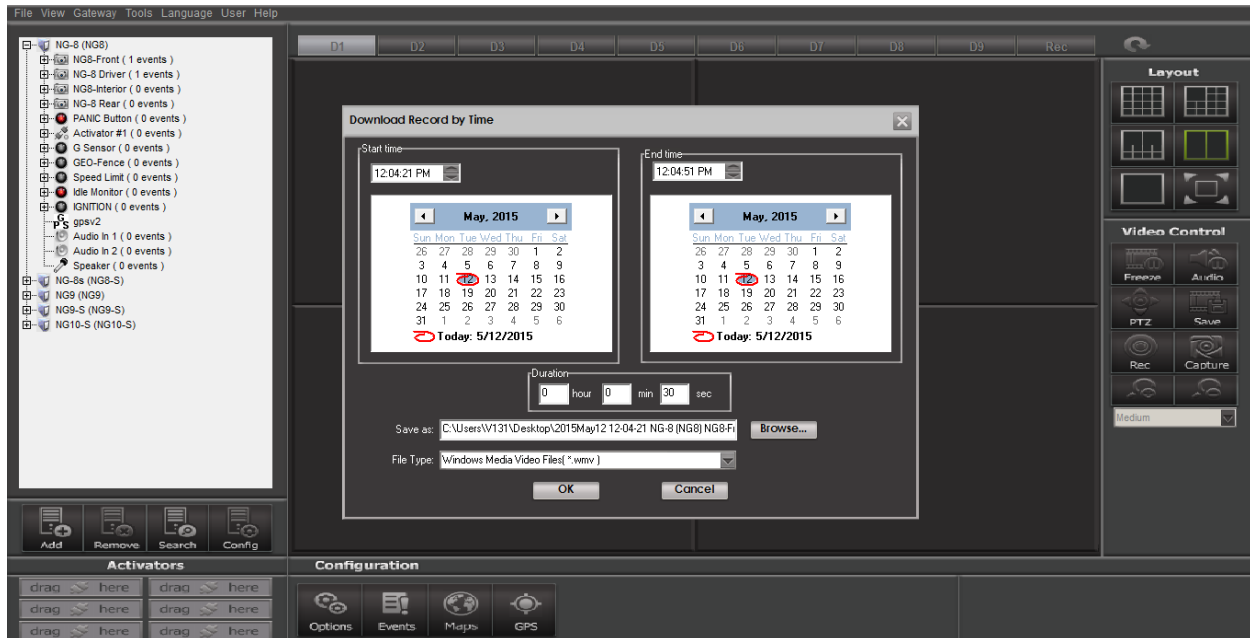 File View Gateway Tools Language User Help
NG-8 (NG8)
NG8-Front ( 1 events )
NG-8 Driver ( 1 events )
NG8-Interior ( 0 events )
NG-8 Rear ( 0 events )
PANIC Button ( 0 events )
Activator #1 ( 0 events )
G Sensor ( 0 events )
GEO-Fence ( 0 events )
Speed Limit ( 0 events )
Idle Monitor ( 0 events )
IGNITION ( 0 events )
GPS gpsv2
Audio In 1 ( 0 events )
Audio In 2 ( 0 events )
Speaker ( 0 events )
NG-8s (NG8-S)
NG9 (NG9)
NG9-S (NG9-S)
NG10-S (NG10-S)
Add Remove Search Config
Activators
drag here drag here
drag here drag here
drag here drag here
D1 D2 D3 D4 D5 D6 D7 D8 D9 Rec
Download Record by Time
Start time
12:04:21 PM
May, 2015
Sun Mon Tue Wed Thu Fri Sat
26 27 28 29 30 1 2
3 4 5 6 7 8 9
10 11 12 13 14 15 16
17 18 19 20 21 22 23
24 25 26 27 28 29 30
31 1 2 3 4 5 6
Today: 5/12/2015
End time
12:04:51 PM
May, 2015
Sun Mon Tue Wed Thu Fri Sat
26 27 28 29 30 1 2
3 4 5 6 7 8 9
10 11 12 13 14 15 16
17 18 19 20 21 22 23
24 25 26 27 28 29 30
31 1 2 3 4 5 6
Today: 5/12/2015
Duration
0 hour 0 min 30 sec
Save as: C:\Users\V131\Desktop\2015May12 12-04-21 NG-8 (NG8) NG8-Fr Browse...
File Type: Windows Media Video Files( *.wmv )
OK Cancel
Configuration
Options Events Maps GPS
Layout
Video Control
Freeze Audio
PTZ Save
Rec Capture
Medium